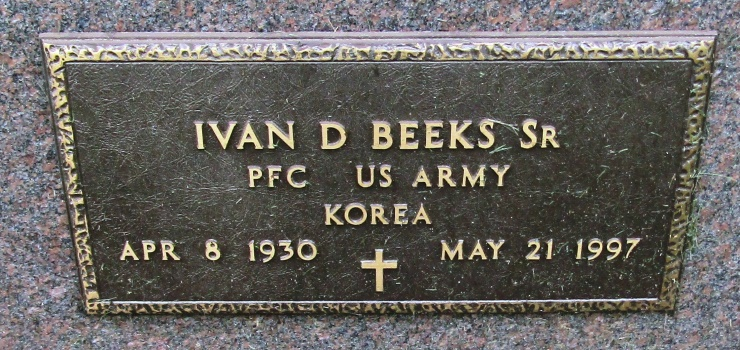 IVAN D BEEKS SR
PFC US ARMY
KOREA
APR 8 1930 MAY 21 1997